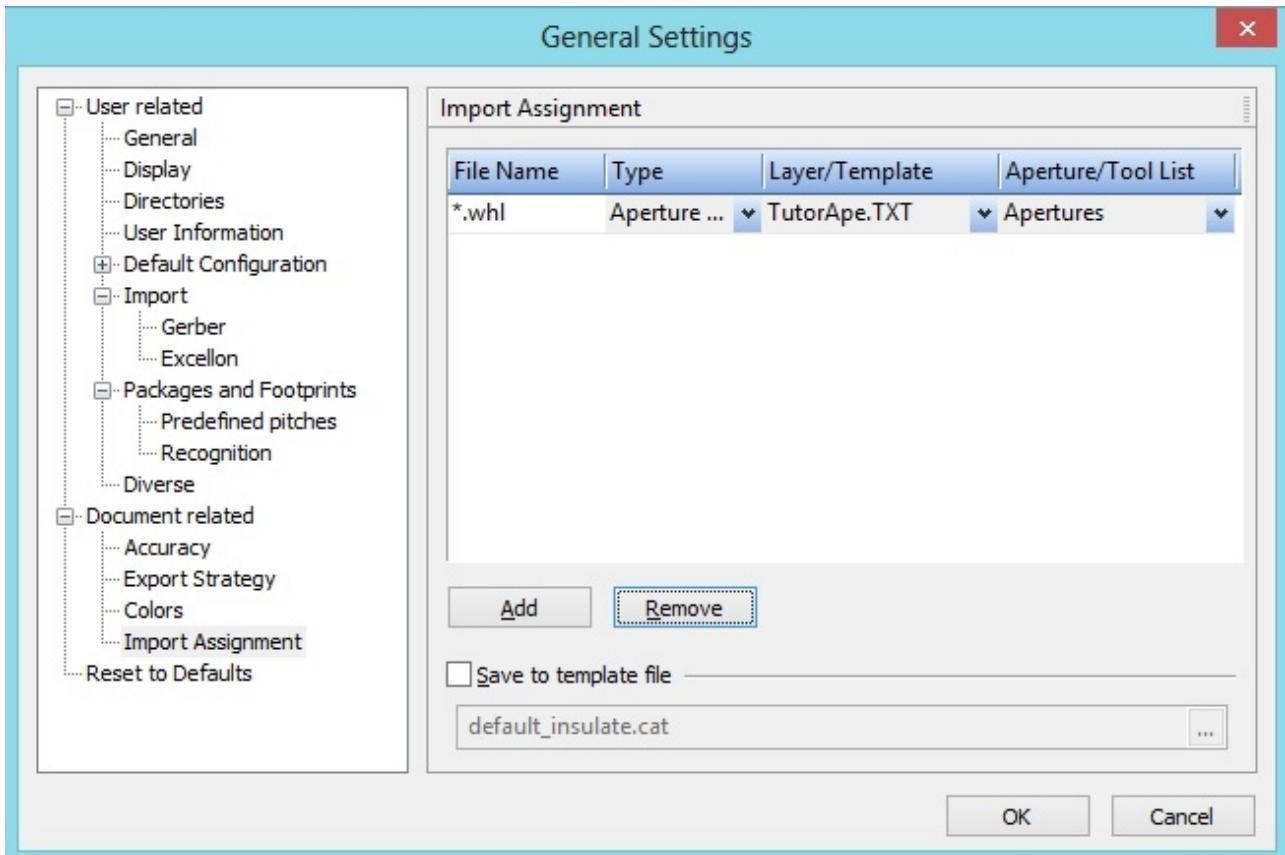 General Settings
User related
General
Display
Directories
User Information
Default Configuration
Import
Gerber
Excellon
Packages and Footprints
Predefined pitches
Recognition
Diverse
Document related
Accuracy
Export Strategy
Colors
Import Assignment
Reset to Defaults
Import Assignment
File Name Type Layer/Template Aperture/Tool List
*.whl Aperture ... TutorApe.TXT Apertures
Add Remove
Save to template file
default_insulate.cat ...
OK Cancel